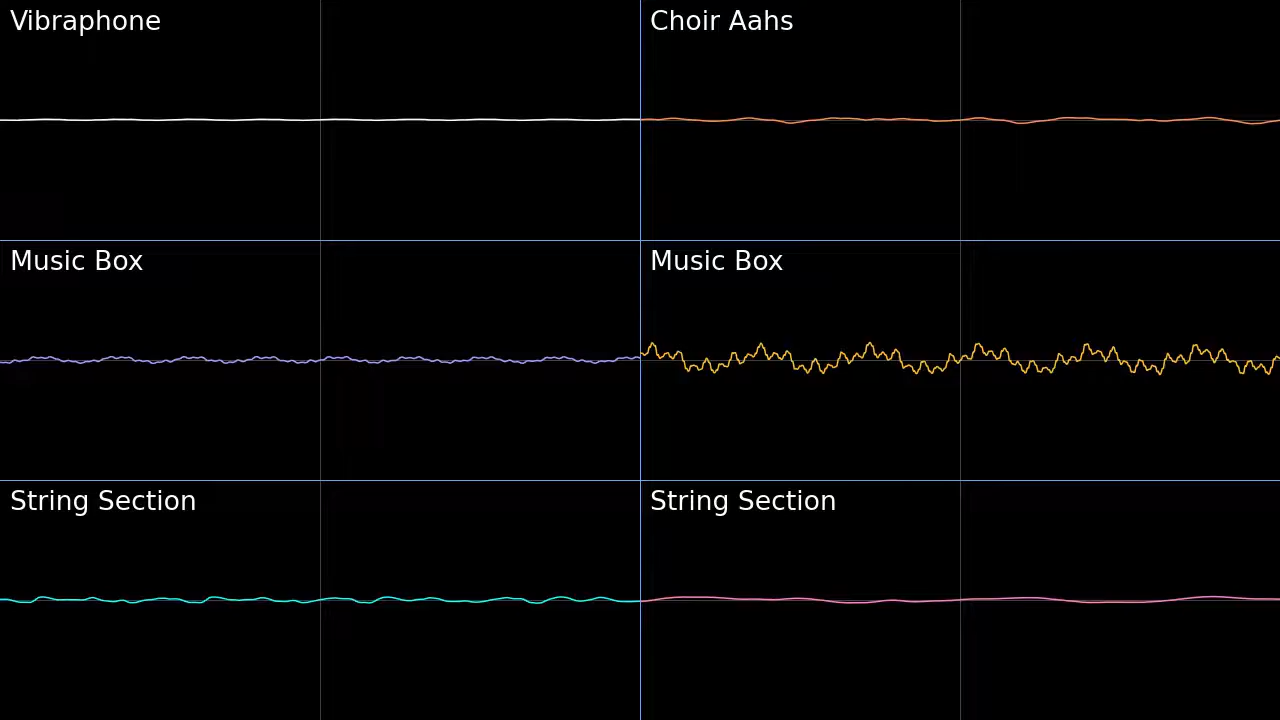 Vibraphone
Choir Aahs
Music Box
Music Box
String Section
String Section